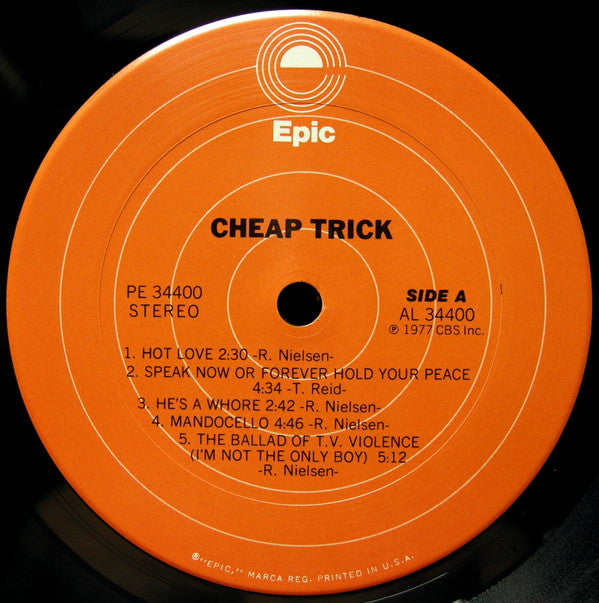 Epic
CHEAP TRICK
PE 34400
STEREO
SIDE A
AL 34400
℗ 1977 CBS Inc.
1. HOT LOVE 2:30 -R. Nielsen-
2. SPEAK NOW OR FOREVER HOLD YOUR PEACE
4:34 -T. Reid-
3. HE'S A WHORE 2:42 -R. Nielsen-
4. MANDOCELLO 4:46 -R. Nielsen-
5. THE BALLAD OF T.V. VIOLENCE
(I'M NOT THE ONLY BOY) 5:12
-R. Nielsen-
®"EPIC," MARCA REG. PRINTED IN U.S.A.